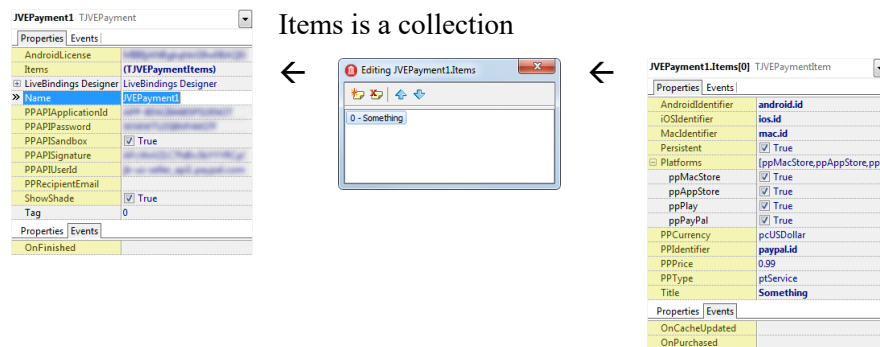 JVEPayment1 TJVEPayment
Properties Events
AndroidLicense
Items (TJVEPaymentItems)
LiveBindings Designer LiveBindings Designer
Name JVEPayment1
PPAPIApplicationId
PPAPIPassword
PPAPISandbox True
PPAPISignature
PPAPIUserId
PPRecipientEmail
ShowShade True
Tag 0
Properties Events
OnFinished
Items is a collection
←
Editing JVEPayment1.Items
0 - Something
←
JVEPayment1.Items[0] TJVEPaymentItem
Properties Events
AndroidIdentifier android.id
iOSIdentifier ios.id
MacIdentifier mac.id
Persistent True
Platforms [ppMacStore,ppAppStore,pp
ppMacStore True
ppAppStore True
ppPlay True
ppPayPal True
PPCurrency pcUSDollar
PPIdentifier paypal.id
PPPrice 0.99
PPType ptService
Title Something
Properties Events
OnCacheUpdated
OnPurchased